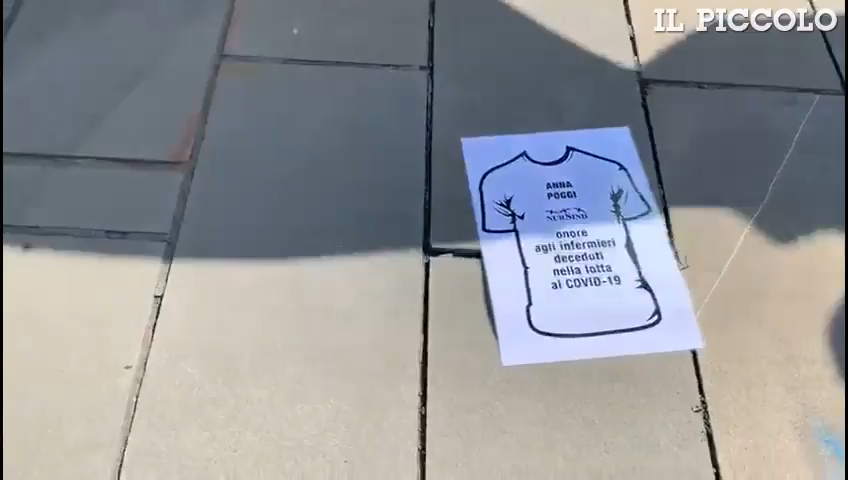 IL PICCOLO
ANNA
POGGI
NURSIND
onore
agli infermieri
deceduti
nella lotta
al COVID-19